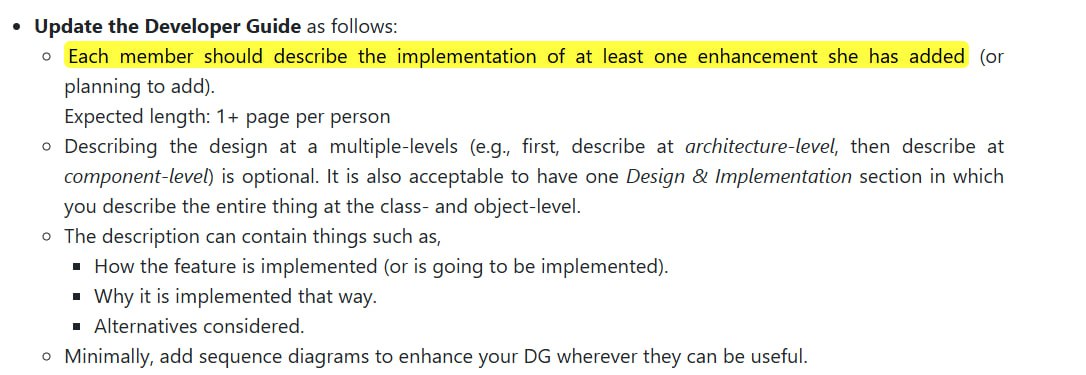 Update the Developer Guide as follows:
Each member should describe the implementation of at least one enhancement she has added (or
planning to add).
Expected length: 1+ page per person
Describing the design at a multiple-levels (e.g., first, describe at architecture-level, then describe at
component-level) is optional. It is also acceptable to have one Design & Implementation section in which
you describe the entire thing at the class- and object-level.
The description can contain things such as,
How the feature is implemented (or is going to be implemented).
Why it is implemented that way.
Alternatives considered.
Minimally, add sequence diagrams to enhance your DG wherever they can be useful.